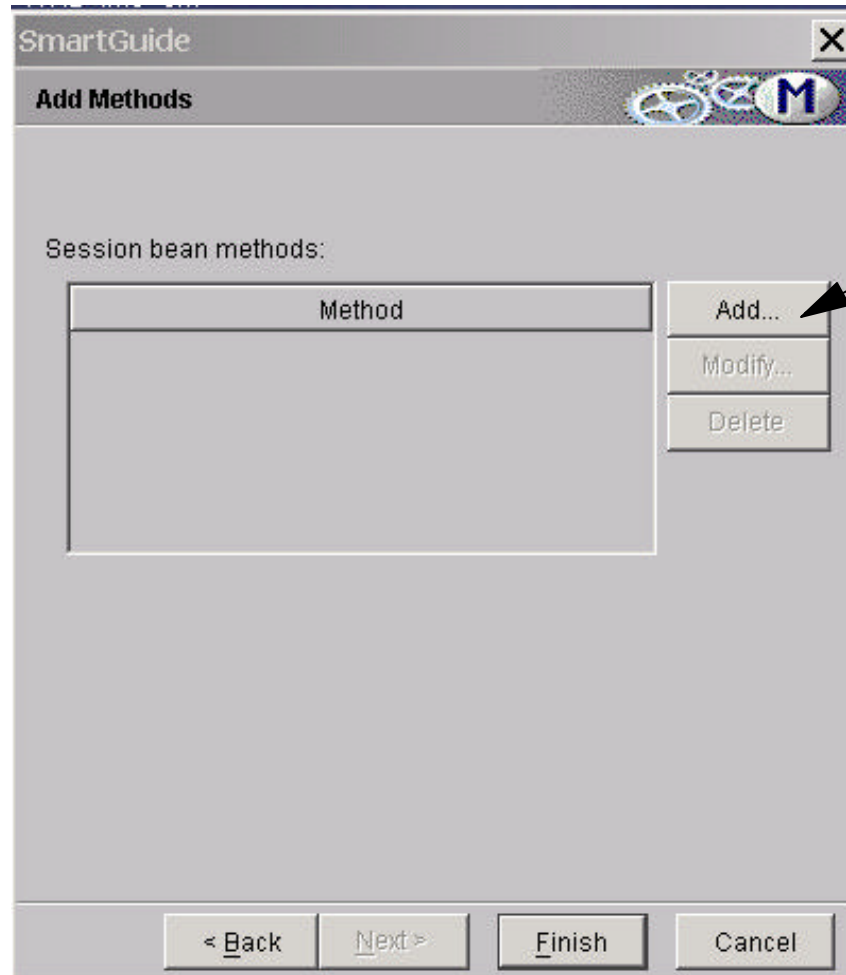 SmartGuide
Add Methods
M
Session bean methods:
Method
Add...
Modify...
Delete
< Back
Next >
Finish
Cancel